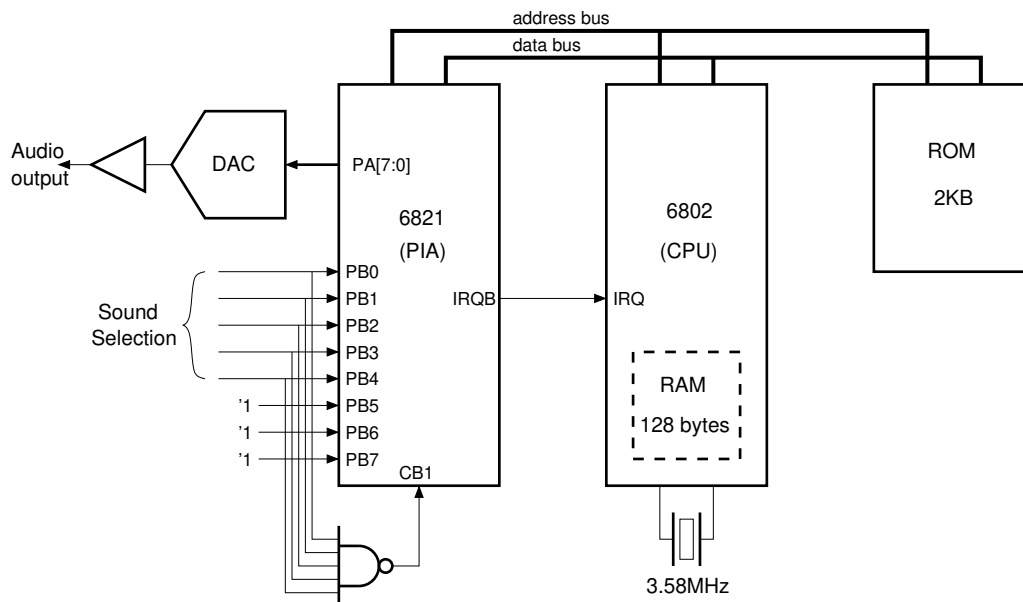 address bus
data bus
Audio
output
DAC
PA[7:0]
6821
(PIA)
6802
(CPU)
ROM
2KB
Sound
Selection
PB0
PB1
PB2
PB3
PB4
'1
PB5
'1
PB6
'1
PB7
IRQB
IRQ
RAM
128 bytes
CB1
3.58MHz